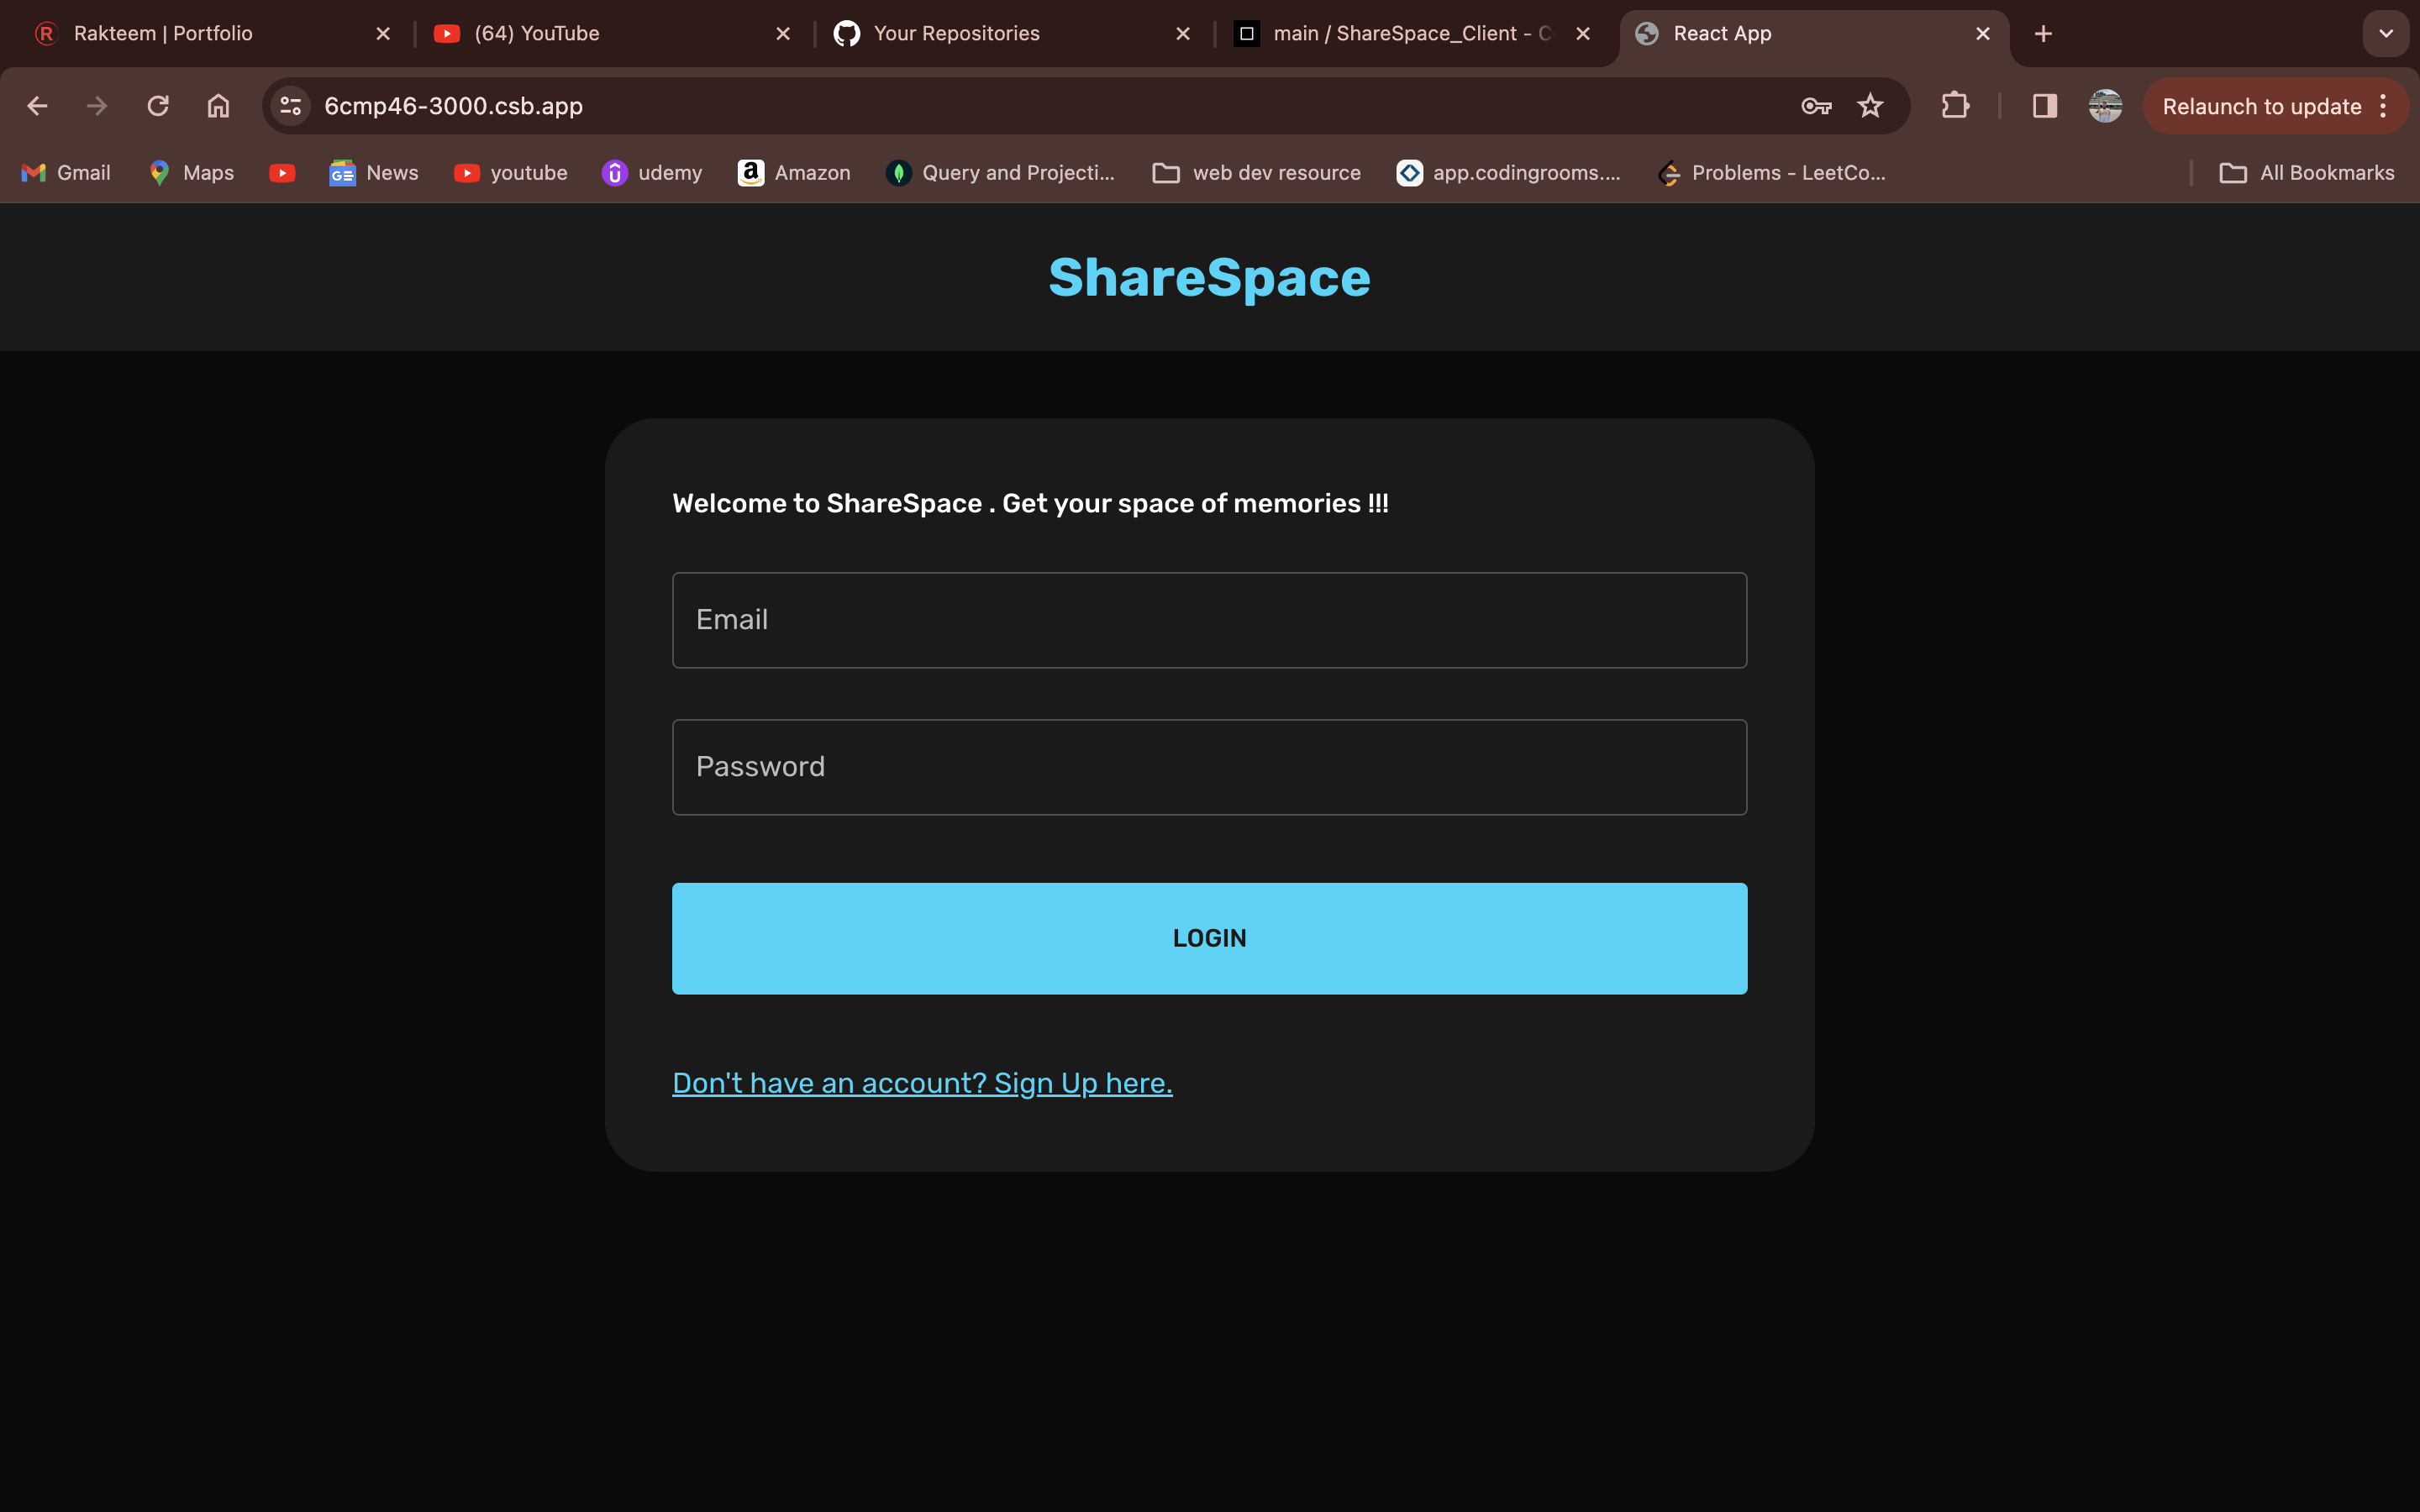 Rakteem | Portfolio
(64) YouTube
Your Repositories
main / ShareSpace_Client - C
React App
6cmp46-3000.csb.app
Relaunch to update
Gmail
Maps
News
youtube
udemy
Amazon
Query and Projecti...
web dev resource
app.codingrooms....
Problems - LeetCo...
All Bookmarks
ShareSpace
Welcome to ShareSpace . Get your space of memories !!!
Email
Password
LOGIN
Don't have an account? Sign Up here.